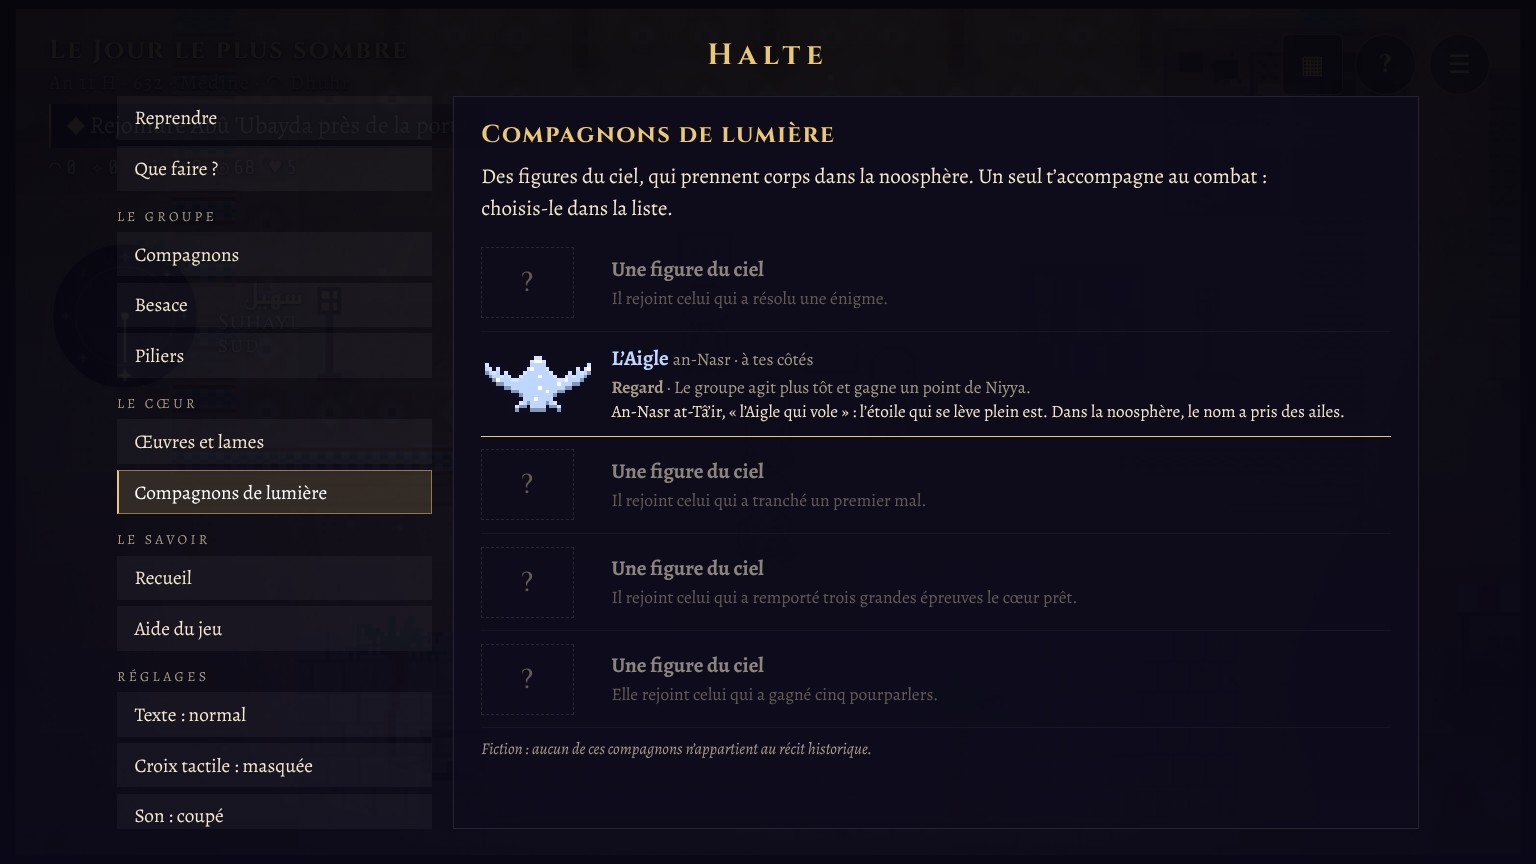 Halte
Le Jour le plus sombre
?
Reprendre
Que faire ?
LE GROUPE
Compagnons
Besace
Piliers
LE CŒUR
Œuvres et lames
Compagnons de lumière
LE SAVOIR
Recueil
Aide du jeu
RÉGLAGES
Texte : normal
Croix tactile : masquée
Son : coupé
Compagnons de lumière
Des figures du ciel, qui prennent corps dans la noosphère. Un seul t’accompagne au combat :
choisis-le dans la liste.
?
Une figure du ciel
Il rejoint celui qui a résolu une énigme.
L’Aigle an-Nasr · à tes côtés
Regard · Le groupe agit plus tôt et gagne un point de Niyya.
An-Nasr at-Tâ’ir, « l’Aigle qui vole » : l’étoile qui se lève plein est. Dans la noosphère, le nom a pris des ailes.
?
Une figure du ciel
Il rejoint celui qui a tranché un premier mal.
?
Une figure du ciel
Il rejoint celui qui a remporté trois grandes épreuves le cœur prêt.
?
Une figure du ciel
Elle rejoint celui qui a gagné cinq pourparlers.
Fiction : aucun de ces compagnons n’appartient au récit historique.